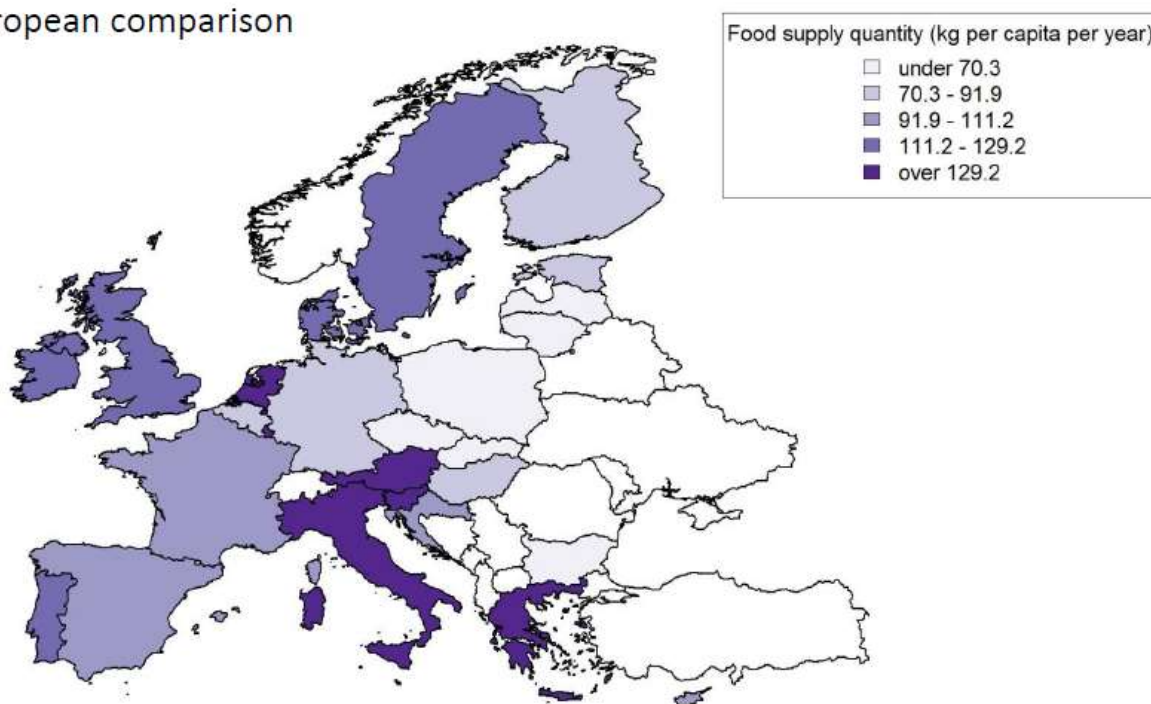 ropean comparison
Food supply quantity (kg per capita per year)
under 70.3
70.3 - 91.9
91.9 - 111.2
111.2 - 129.2
over 129.2